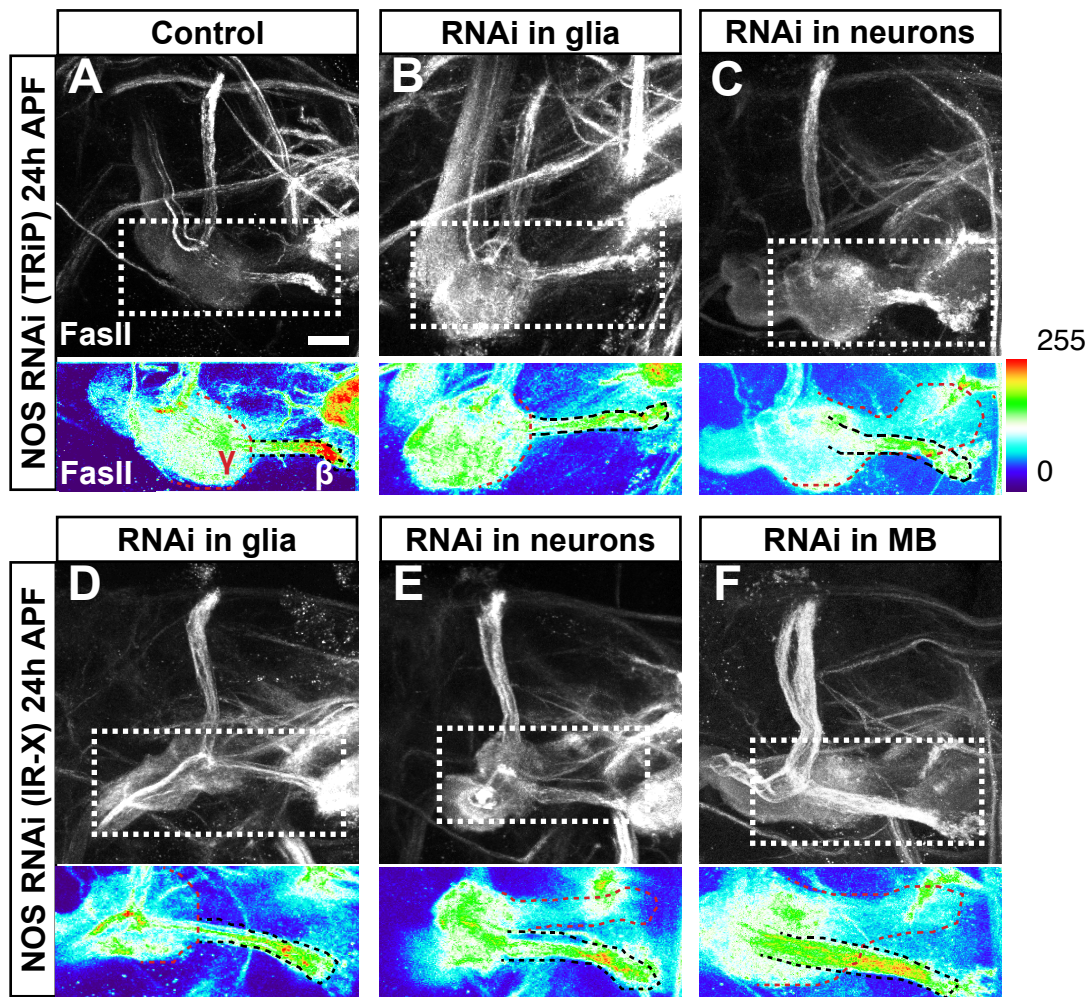 Control
RNAi in glia
RNAi in neurons
NOS RNAi (TRiP) 24h APF
A
B
C
FasII
255
0
FasII
γ
β
RNAi in glia
RNAi in neurons
RNAi in MB
NOS RNAi (IR-X) 24h APF
D
E
F